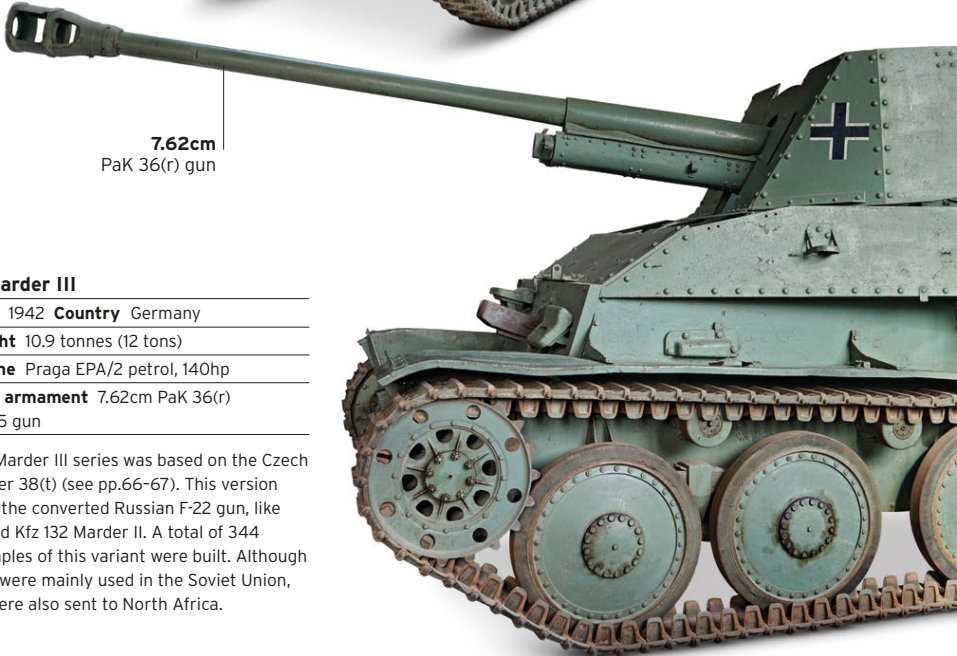 7.62cm
PaK 36(r) gun
arder III
1942 Country Germany
ht 10.9 tonnes (12 tons)
ne Praga EPA/2 petrol, 140hp
armament 7.62cm PaK 36(r)
5 gun
Marder III series was based on the Czech
er 38(t) (see pp.66–67). This version
the converted Russian F-22 gun, like
d Kfz 132 Marder II. A total of 344
ples of this variant were built. Although
were mainly used in the Soviet Union,
ere also sent to North Africa.